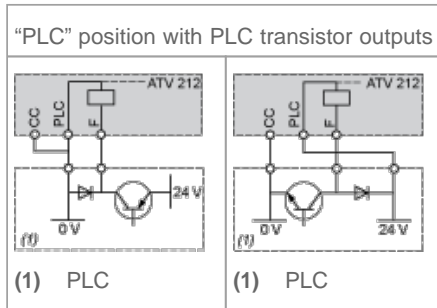 “PLC” position with PLC transistor outputs
ATV 212
CC
PLC
F
0 V
24 V
(1)
(1) PLC
ATV 212
CC
PLC
F
0 V
24 V
(1)
(1) PLC